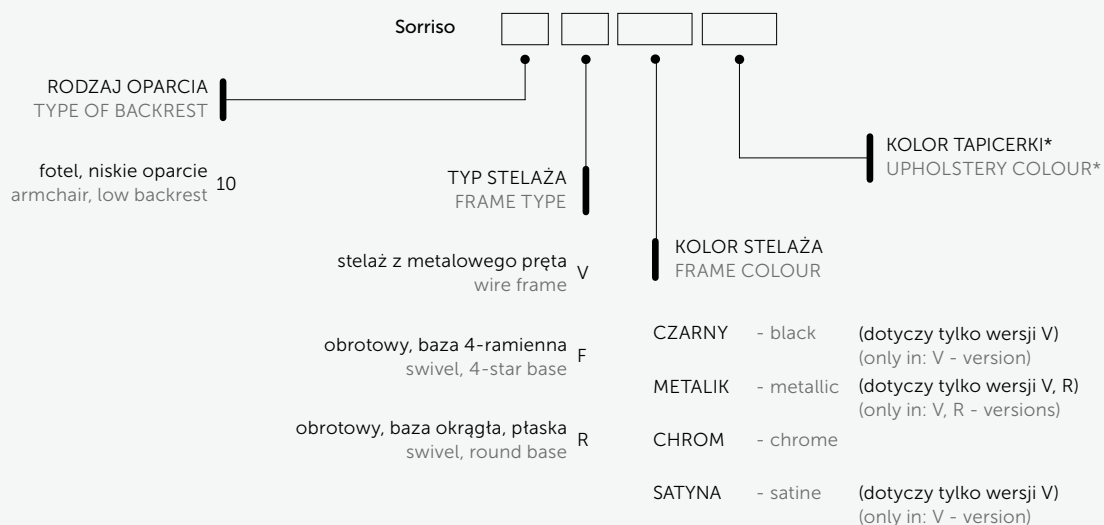 Sorriso
RODZAJ OPARCIA
TYPE OF BACKREST
fotel, niskie oparcie
armchair, low backrest
10
TYP STELAŻA
FRAME TYPE
stelaż z metalowego pręta
wire frame
V
obrotowy, baza 4-ramienna
swivel, 4-star base
F
obrotowy, baza okrągła, płaska
swivel, round base
R
KOLOR STELAŻA
FRAME COLOUR
CZARNY - black (dotyczy tylko wersji V)
(only in: V - version)
METALIK - metallic (dotyczy tylko wersji V, R)
(only in: V, R - versions)
CHROM - chrome
SATYNA - satine (dotyczy tylko wersji V)
(only in: V - version)
KOLOR TAPICERKI*
UPHOLSTERY COLOUR*